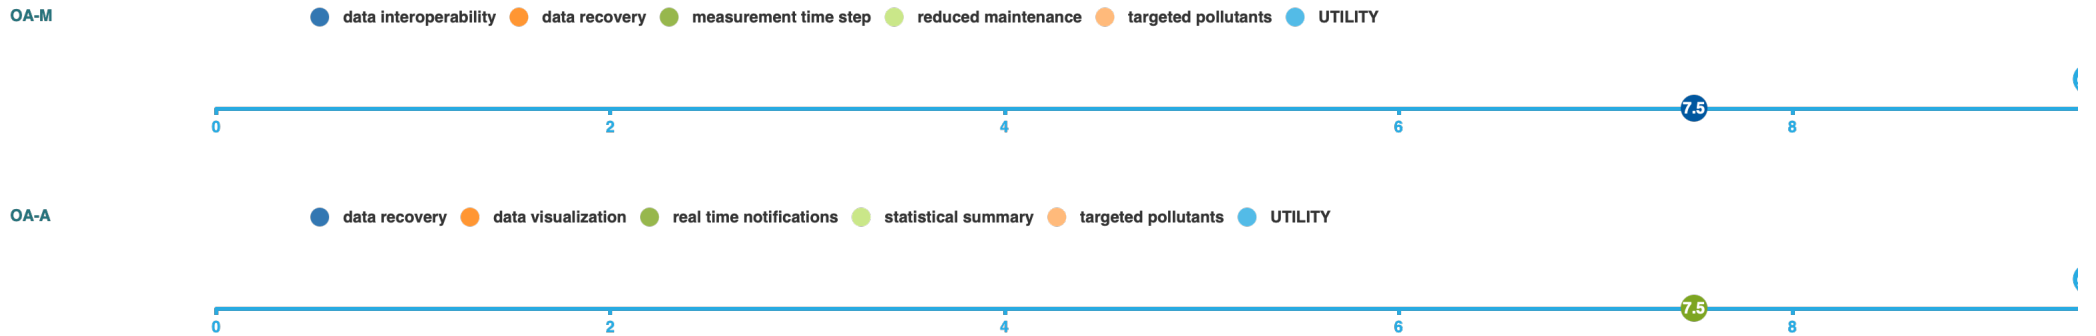 OA-M data interoperability data recovery measurement time step reduced maintenance targeted pollutants UTILITY
7.5
0 2 4 6 8
OA-A data recovery data visualization real time notifications statistical summary targeted pollutants UTILITY
7.5
0 2 4 6 8